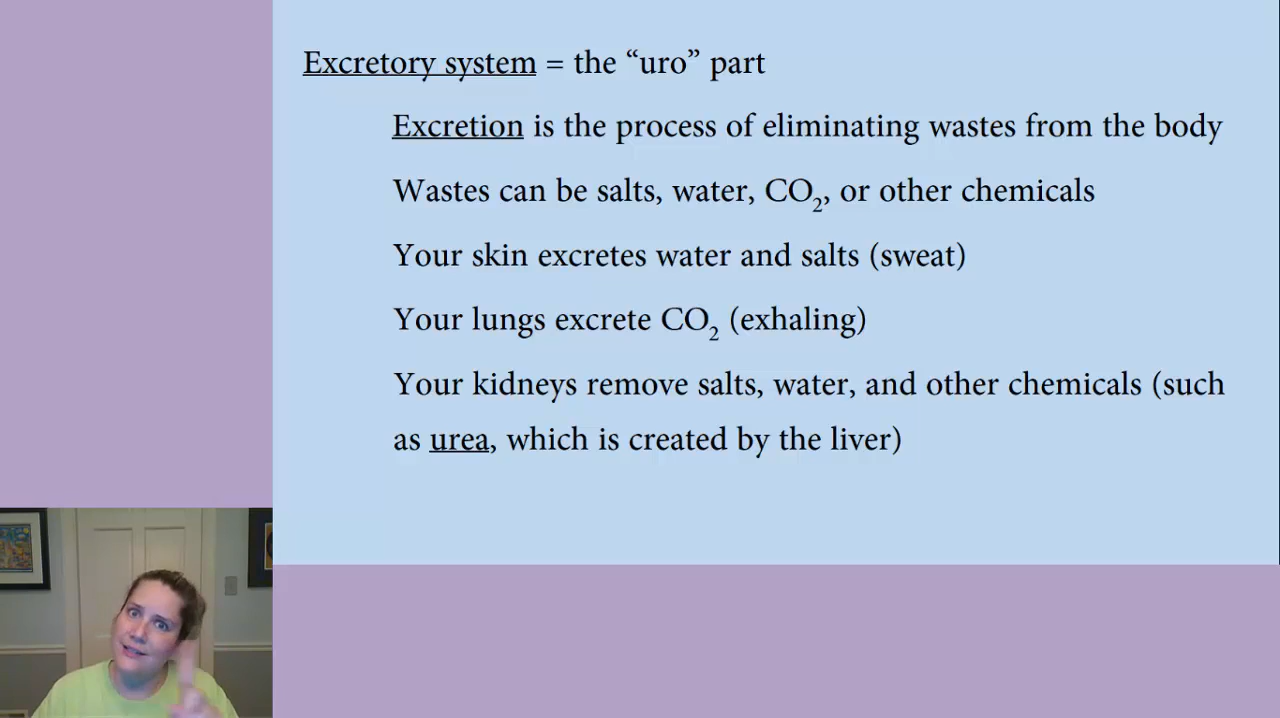 Excretory system = the “uro” part
Excretion is the process of eliminating wastes from the body
Wastes can be salts, water, CO₂, or other chemicals
Your skin excretes water and salts (sweat)
Your lungs excrete CO₂ (exhaling)
Your kidneys remove salts, water, and other chemicals (such
as urea, which is created by the liver)